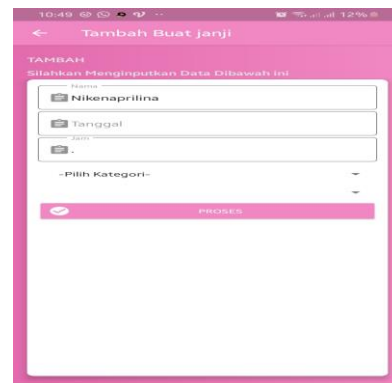 10:49 12%
Tambah Buat janji
TAMBAH
Silahkan Menginputkan Data Dibawah ini
Nama
Nikenaprilina
Tanggal
Jam
.
-Pilih Kategori-
PROSES